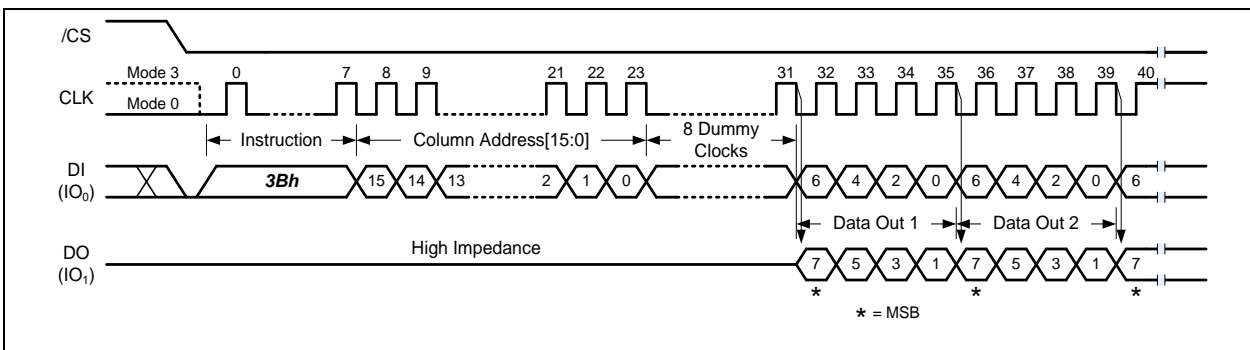 /CS
Mode 3 0 7 8 9 21 22 23 31 32 33 34 35 36 37 38 39 40
CLK
Mode 0
Instruction Column Address[15:0] 8 Dummy Clocks
DI (IO0) 3Bh 15 14 13 2 1 0 6 4 2 0 6 4 2 0 6
Data Out 1 Data Out 2
High Impedance
DO (IO1) 7 5 3 1 7 5 3 1 7
* * *
* = MSB